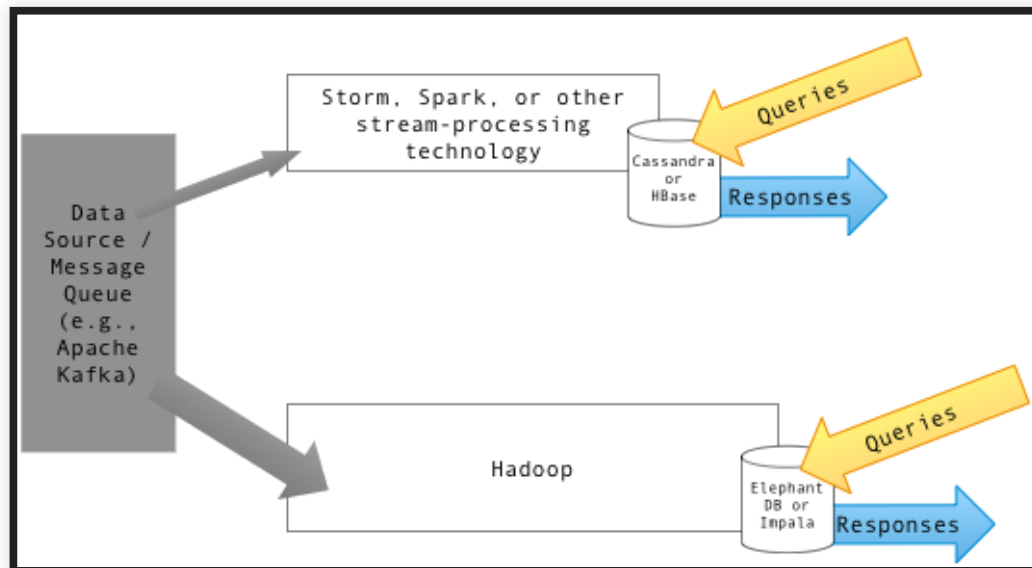 Storm, Spark, or other
stream-processing
technology
Queries
Cassandra
or
HBase
Responses
Data
Source /
Message
Queue
(e.g.,
Apache
Kafka)
Hadoop
Queries
Elephant
DB or
Impala
Responses